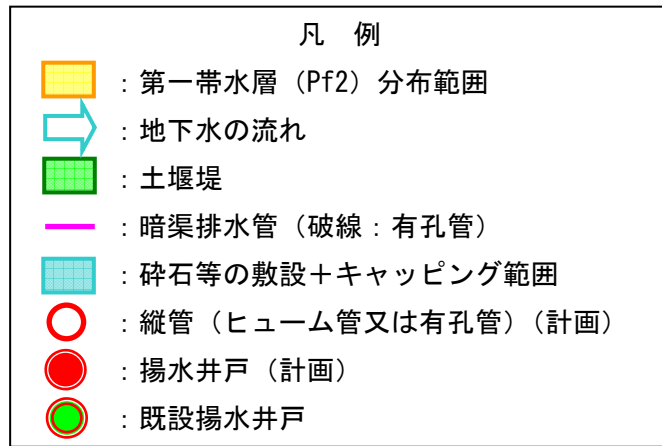 凡 例
：第一帯水層（Pf2）分布範囲
：地下水の流れ
：土堰堤
：暗渠排水管（破線：有孔管）
：砕石等の敷設＋キャッピング範囲
：縦管（ヒューム管又は有孔管）（計画）
：揚水井戸（計画）
：既設揚水井戸